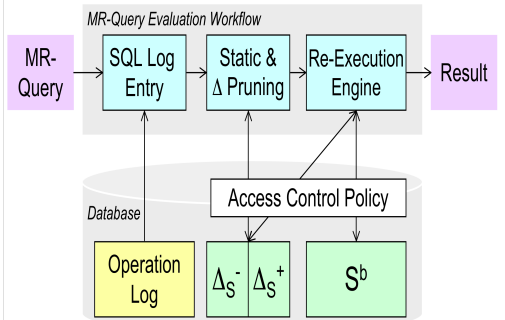 MR-Query Evaluation Workflow
MR-
Query
SQL Log
Entry
Static &
Δ Pruning
Re-Execution
Engine
Result
Access Control Policy
Database
Operation
Log
ΔS-
ΔS+
Sb